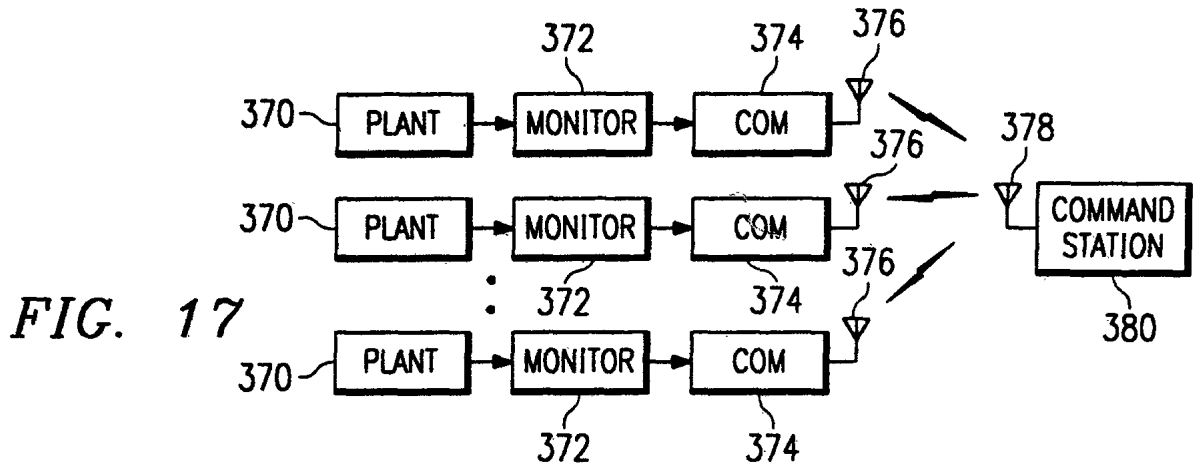 372 374 376
370 PLANT MONITOR COM
376 378
370 PLANT MONITOR COM COMMAND STATION
372 374 376
FIG. 17 380
370 PLANT MONITOR COM
372 374